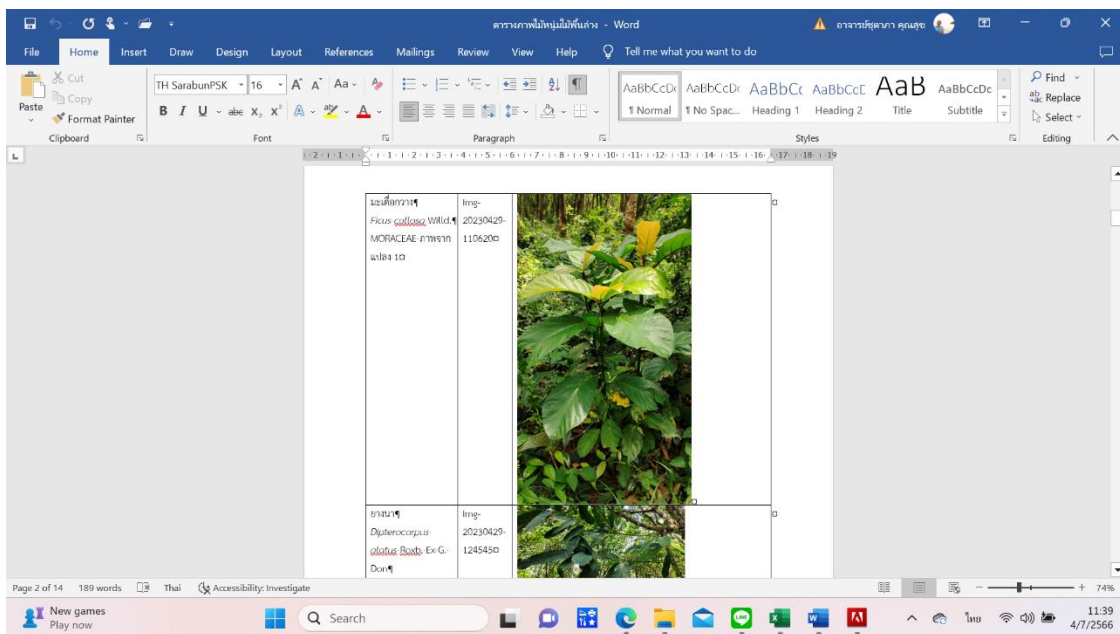 ตารางภาพไม้หนุ่มไม้พื้นล่าง - Word
อาจารย์ชุตาภา คุณสุข
File Home Insert Draw Design Layout References Mailings Review View Help Tell me what you want to do
Paste
Cut
Copy
Format Painter
Clipboard
TH SarabunPSK 16
Font
Paragraph
AaBbCcDc AaBbCcDc AaBbCc AaBbCcE AaB AaBbCcDc
¶ Normal ¶ No Spac... Heading 1 Heading 2 Title Subtitle
Styles
Find
Replace
Select
Editing
มะเดื่อกวาง¶
Ficus callosa Willd.¶
MORACEAE ภาพจาก
แปลง 1
Img-
20230429-
110620
ยางนา¶
Dipterocarpus
alatus Roxb. Ex G.
Don¶
Img-
20230429-
124545
Page 2 of 14 189 words Thai Accessibility: Investigate 74%
New games
Play now
Search
ไทย
11:39
4/7/2566